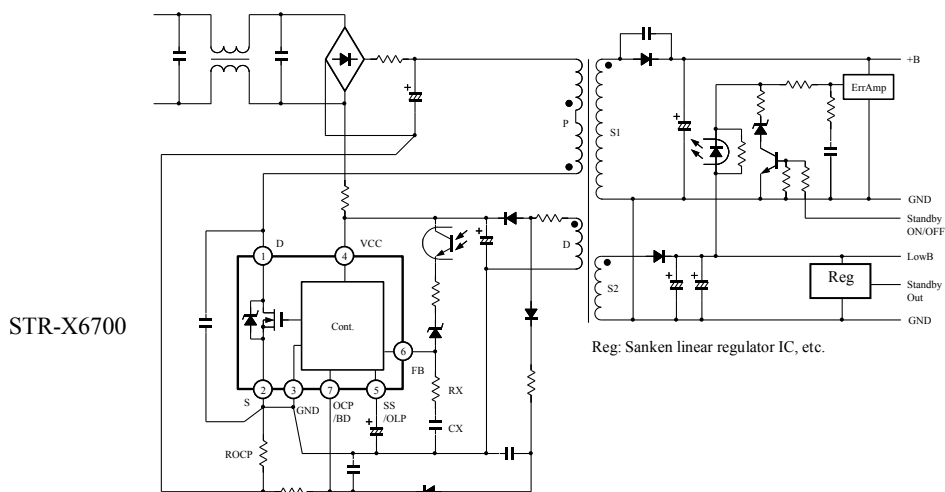 +B
ErrAmp
P
S1
GND
Standby
ON/OFF
D
VCC
1
4
D
LowB
Reg
Standby
Out
S2
GND
STR-X6700
Cont.
6
FB
Reg: Sanken linear regulator IC, etc.
2
3
7
5
S
GND
OCP
/BD
SS
/OLP
RX
CX
ROCP
+
+
+
+
+
+